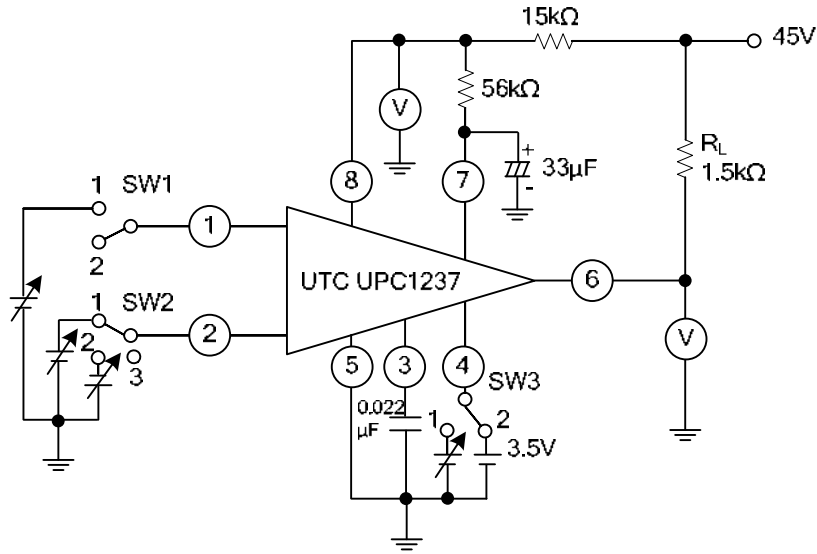 15kΩ
45V
56kΩ
V
+
33μF
-
RL
1.5kΩ
8
7
1
SW1
1
2
UTC UPC1237
6
1
SW2
2
2
3
V
5
3
4
SW3
0.022
μF
1
2
3.5V